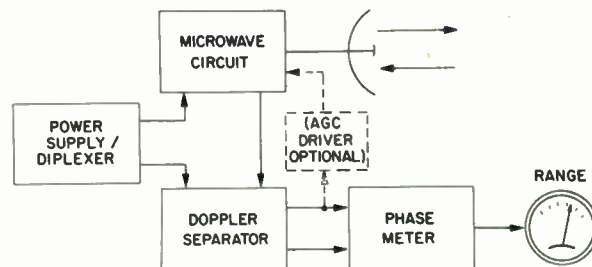 MICROWAVE
CIRCUIT
POWER
SUPPLY /
DIPLEXER
(AGC
DRIVER
OPTIONAL)
RANGE
DOPPLER
SEPARATOR
PHASE
METER